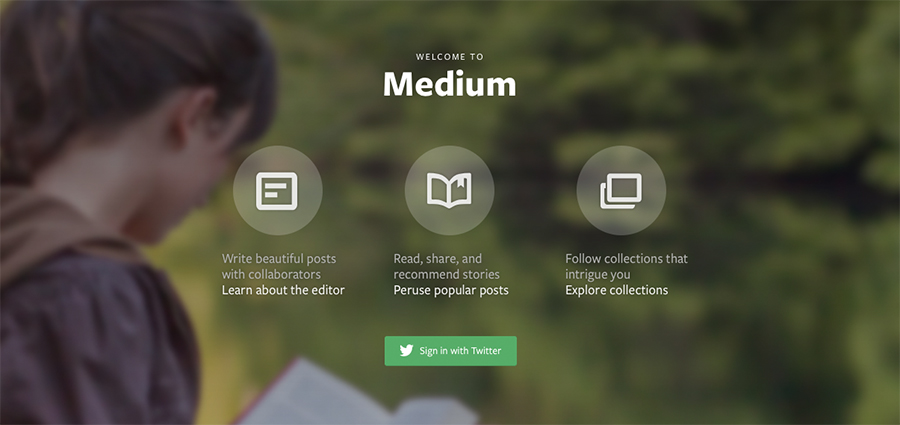 WELCOME TO
Medium
Write beautiful posts
with collaborators
Learn about the editor
Read, share, and
recommend stories
Peruse popular posts
Follow collections that
intrigue you
Explore collections
Sign in with Twitter